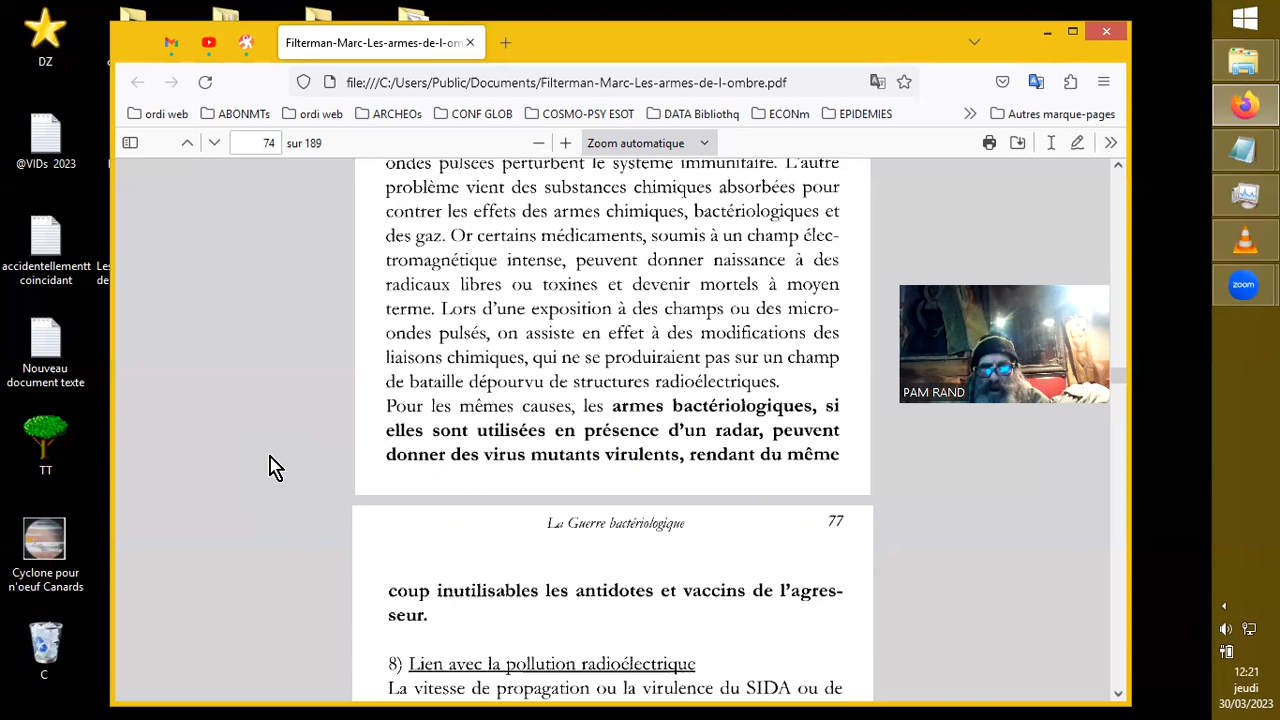 DZ
@VIDs 2023
accidentellementt
coincidant
Nouveau
document texte
TT
Cyclone pour
n'oeuf Canards
C
Filterman-Marc-Les-armes-de-l-om
file:///C:/Users/Public/Documents/Filterman-Marc-Les-armes-de-l-ombre.pdf
ordi web
ABONMTs
ordi web
ARCHEOs
CONF GLOB
COSMO-PSY ESOT
DATA Bibliothq
ECONm
EPIDEMIES
Autres marque-pages
74 sur 189
Zoom automatique
ondes pulsées perturbent le système immunitaire. L'autre
problème vient des substances chimiques absorbées pour
contrer les effets des armes chimiques, bactériologiques et
des gaz. Or certains médicaments, soumis à un champ élec-
tromagnétique intense, peuvent donner naissance à des
radicaux libres ou toxines et devenir mortels à moyen
terme. Lors d'une exposition à des champs ou des micro-
ondes pulsés, on assiste en effet à des modifications des
liaisons chimiques, qui ne se produiraient pas sur un champ
de bataille dépourvu de structures radioélectriques.
Pour les mêmes causes, les armes bactériologiques, si
elles sont utilisées en présence d'un radar, peuvent
donner des virus mutants virulents, rendant du même
La Guerre bactériologique
77
coup inutilisables les antidotes et vaccins de l'agres-
seur.
8) Lien avec la pollution radioélectrique
La vitesse de propagation ou la virulence du SIDA ou de
PAM RAND
zoom
12:21
jeudi
30/03/2023